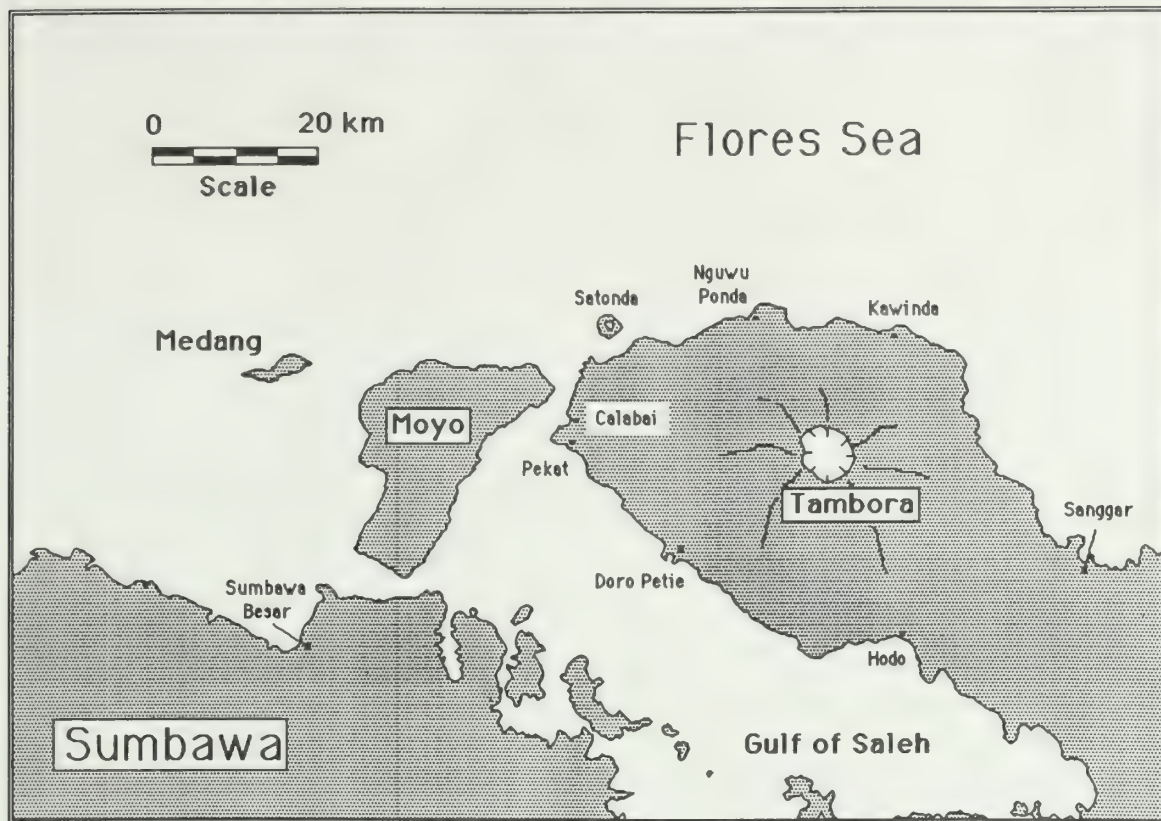 0 20 km
Scale
Flores Sea
Nguwu
Ponda
Satonda
Kawinda
Medang
Moyo
Calabai
Pekat
Tambora
Sanggar
Doro Petie
Sumbawa
Besar
Hodo
Sumbawa
Gulf of Saleh